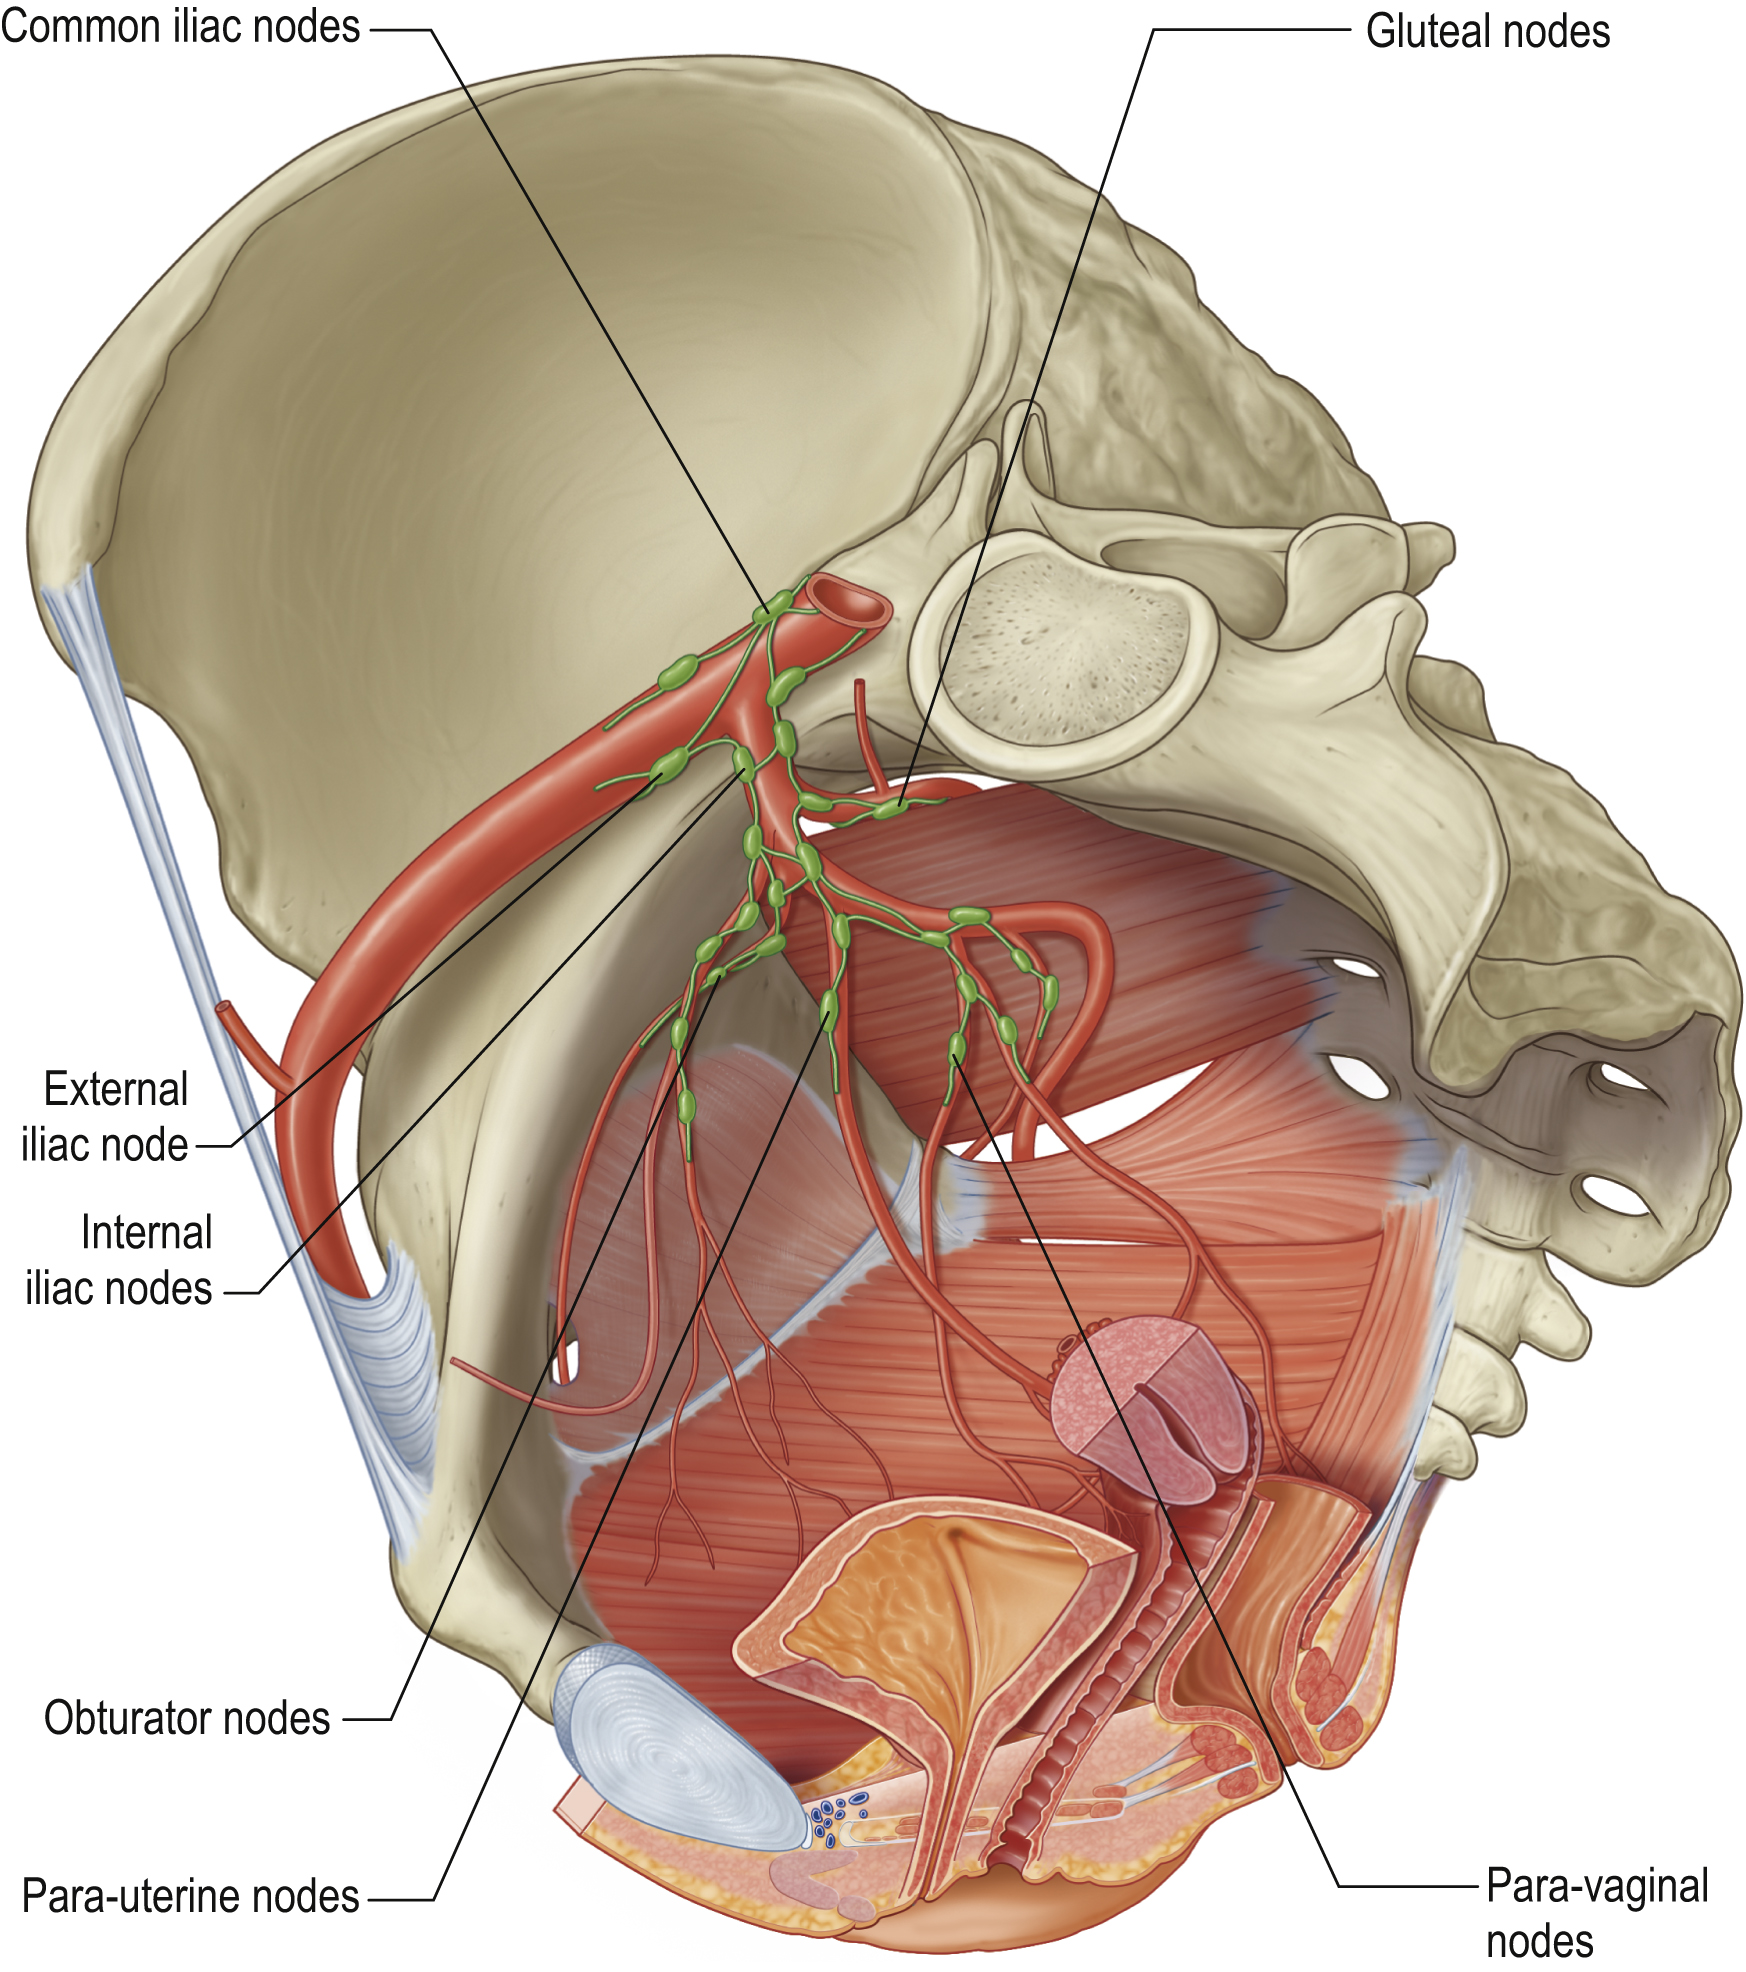 Common iliac nodes
Gluteal nodes
External
iliac node
Internal
iliac nodes
Obturator nodes
Para-uterine nodes
Para-vaginal
nodes